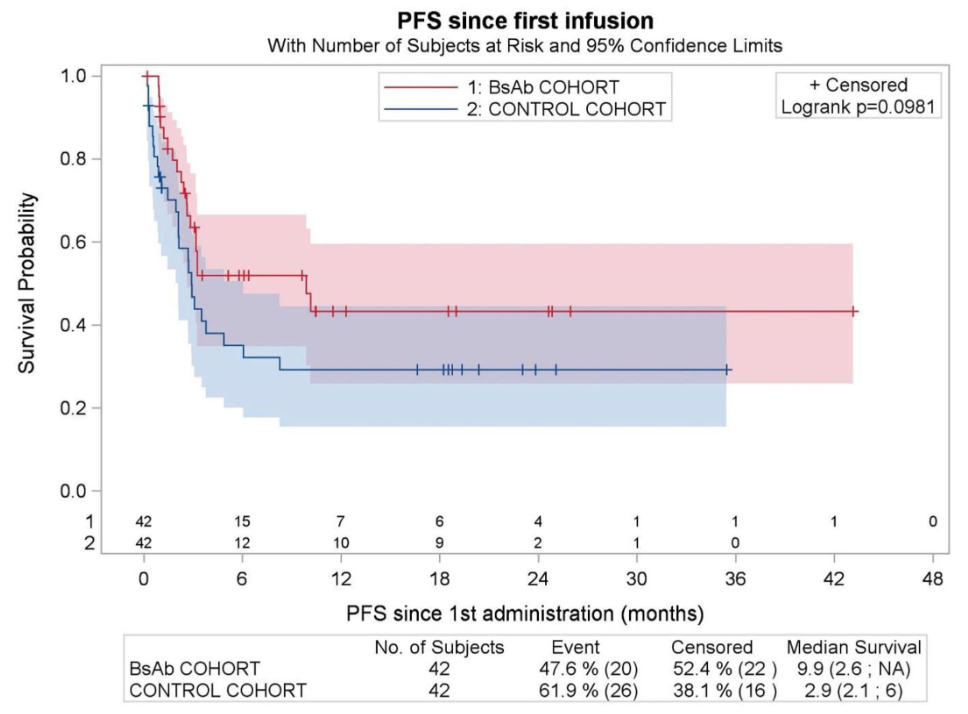 PFS since first infusion
With Number of Subjects at Risk and 95% Confidence Limits
1: BsAb COHORT
2: CONTROL COHORT
+ Censored
Logrank p=0.0981
Survival Probability
1.0
0.8
0.6
0.4
0.2
0.0
1 42 15 7 6 4 1 1 1 0
2 42 12 10 9 2 1 0
0 6 12 18 24 30 36 42 48
PFS since 1st administration (months)
No. of Subjects Event Censored Median Survival
BsAb COHORT 42 47.6 % (20) 52.4 % (22 ) 9.9 (2.6 ; NA)
CONTROL COHORT 42 61.9 % (26) 38.1 % (16 ) 2.9 (2.1 ; 6)